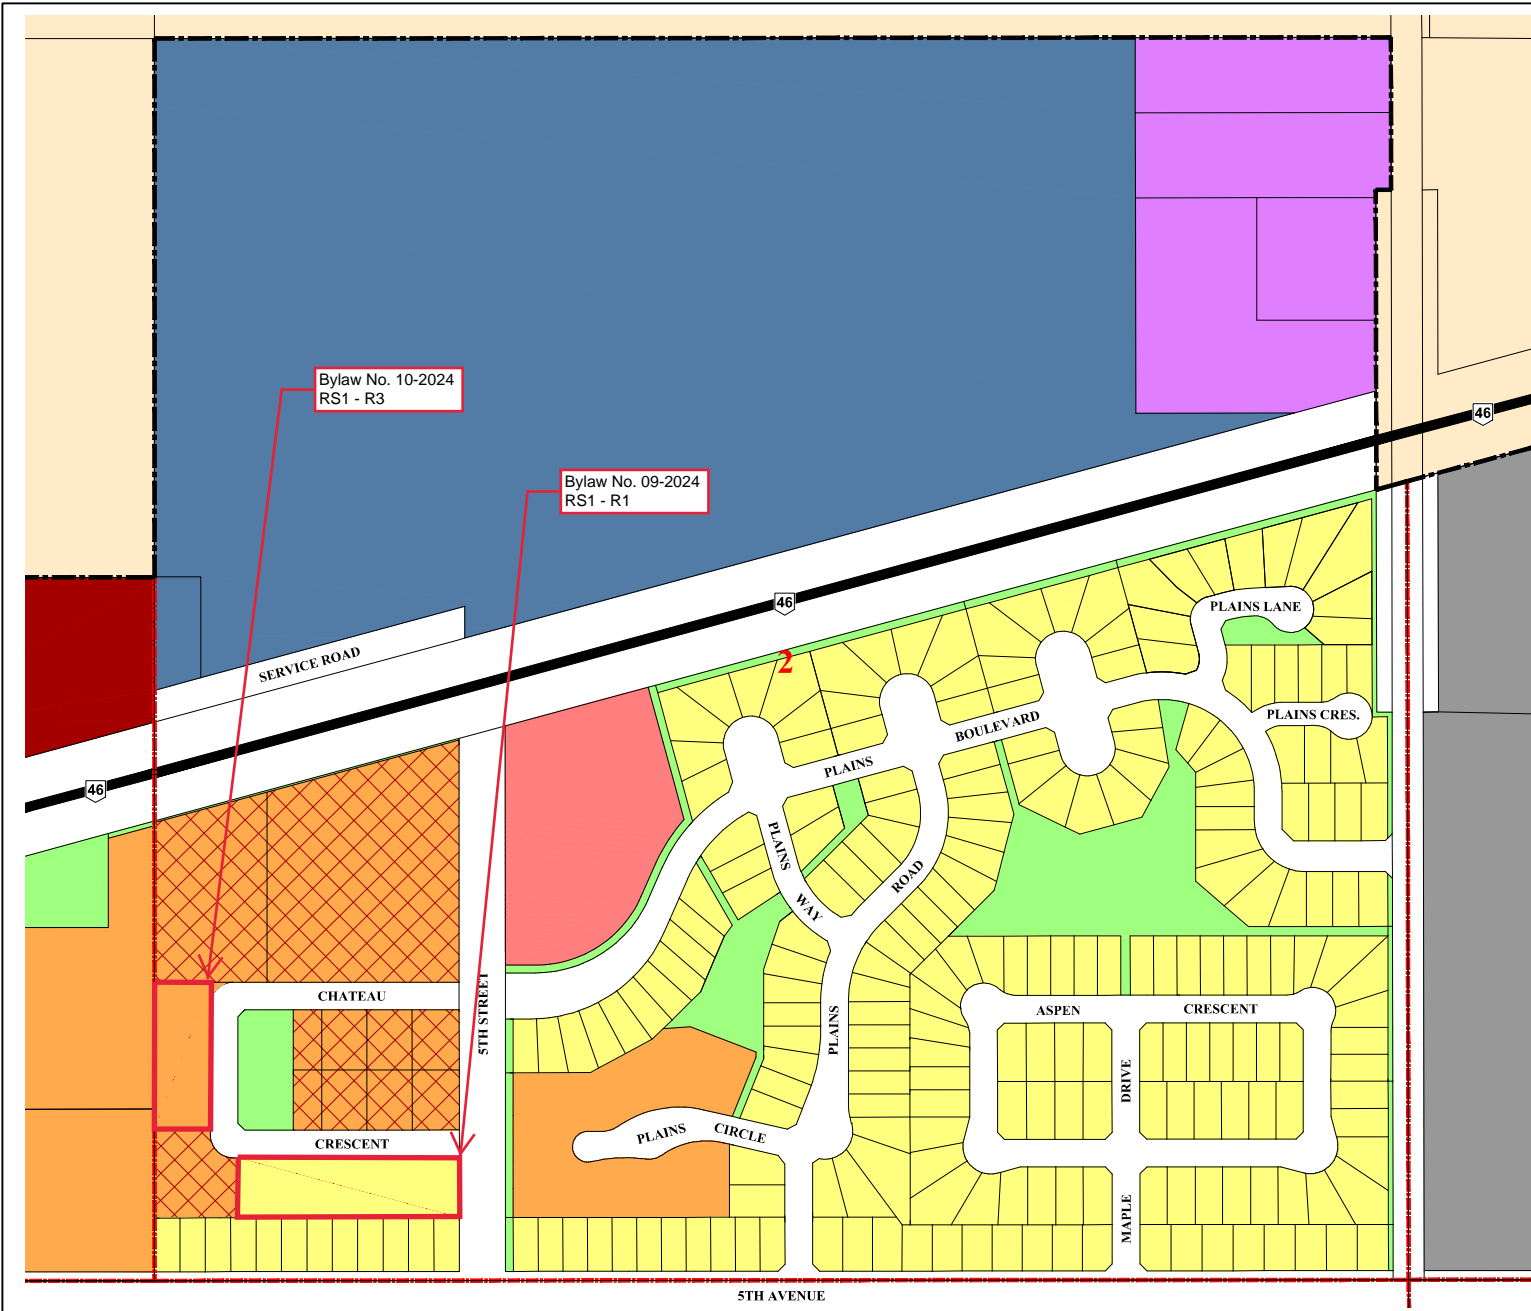 Bylaw No. 10-2024
RS1 - R3
46
Bylaw No. 09-2024
RS1 - R1
46
PLAINS LANE
SERVICE ROAD
2
PLAINS CRES.
PLAINS BOULEVARD
46
PLAINS WAY
ROAD
CHATEAU
5TH STREET
ASPEN CRESCENT
PLAINS
DRIVE
PLAINS CIRCLE
CRESCENT
MAPLE
5TH AVENUE